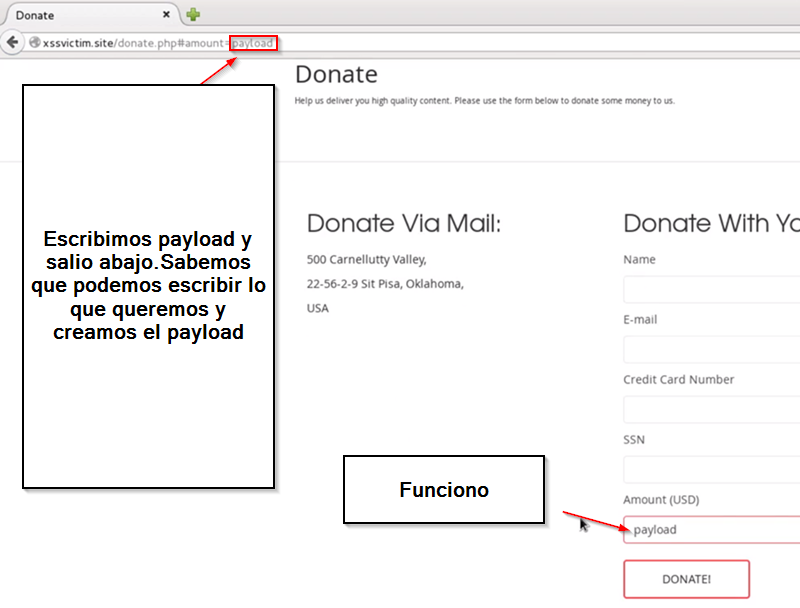 Donate
xssvictim.site/donate.php#amount=payload
Donate
Help us deliver you high quality content. Please use the form below to donate some money to us.
Escribimos payload y
salio abajo.Sabemos
que podemos escribir lo
que queremos y
creamos el payload
Donate Via Mail:
500 Carnellutty Valley,
22-56-2-9 Sit Pisa, Oklahoma,
USA
Donate With Yo
Name
E-mail
Credit Card Number
SSN
Amount (USD)
payload
DONATE!
Funciono